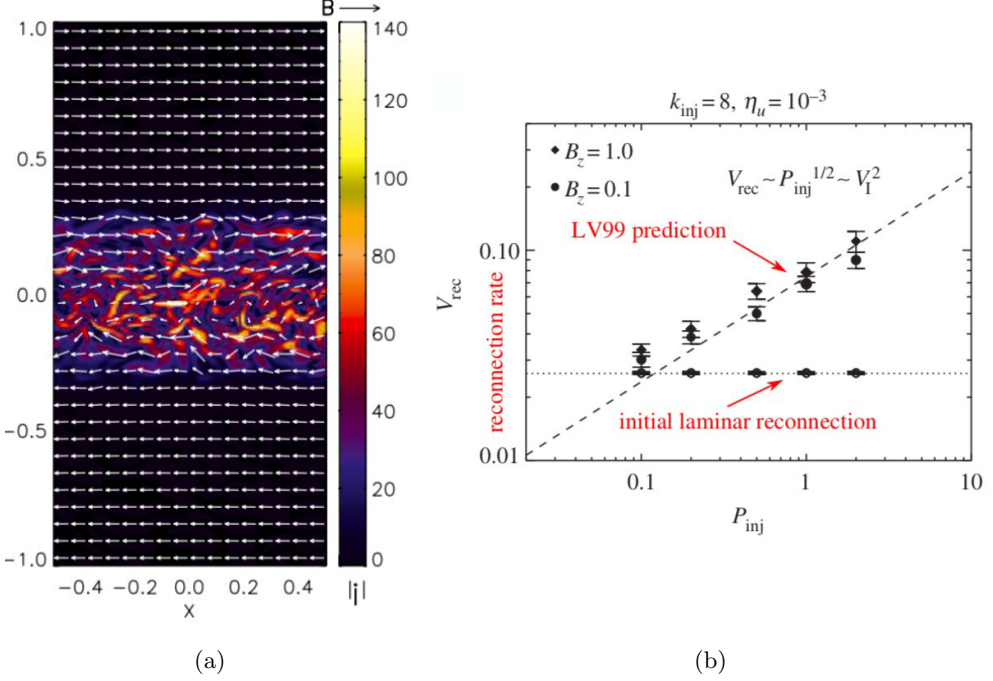 B
1.0
0.5
0.0
-0.5
-1.0
-0.4 -0.2 0.0 0.2 0.4
X
140
120
100
80
60
40
20
0
|j|
(a)
k_inj = 8, η_u = 10^{-3}
B_z = 1.0
B_z = 0.1
V_rec ~ P_inj^{1/2} ~ V_I^2
LV99 prediction
initial laminar reconnection
V_rec
reconnection rate
0.10
0.01
0.1 1 10
P_inj
(b)